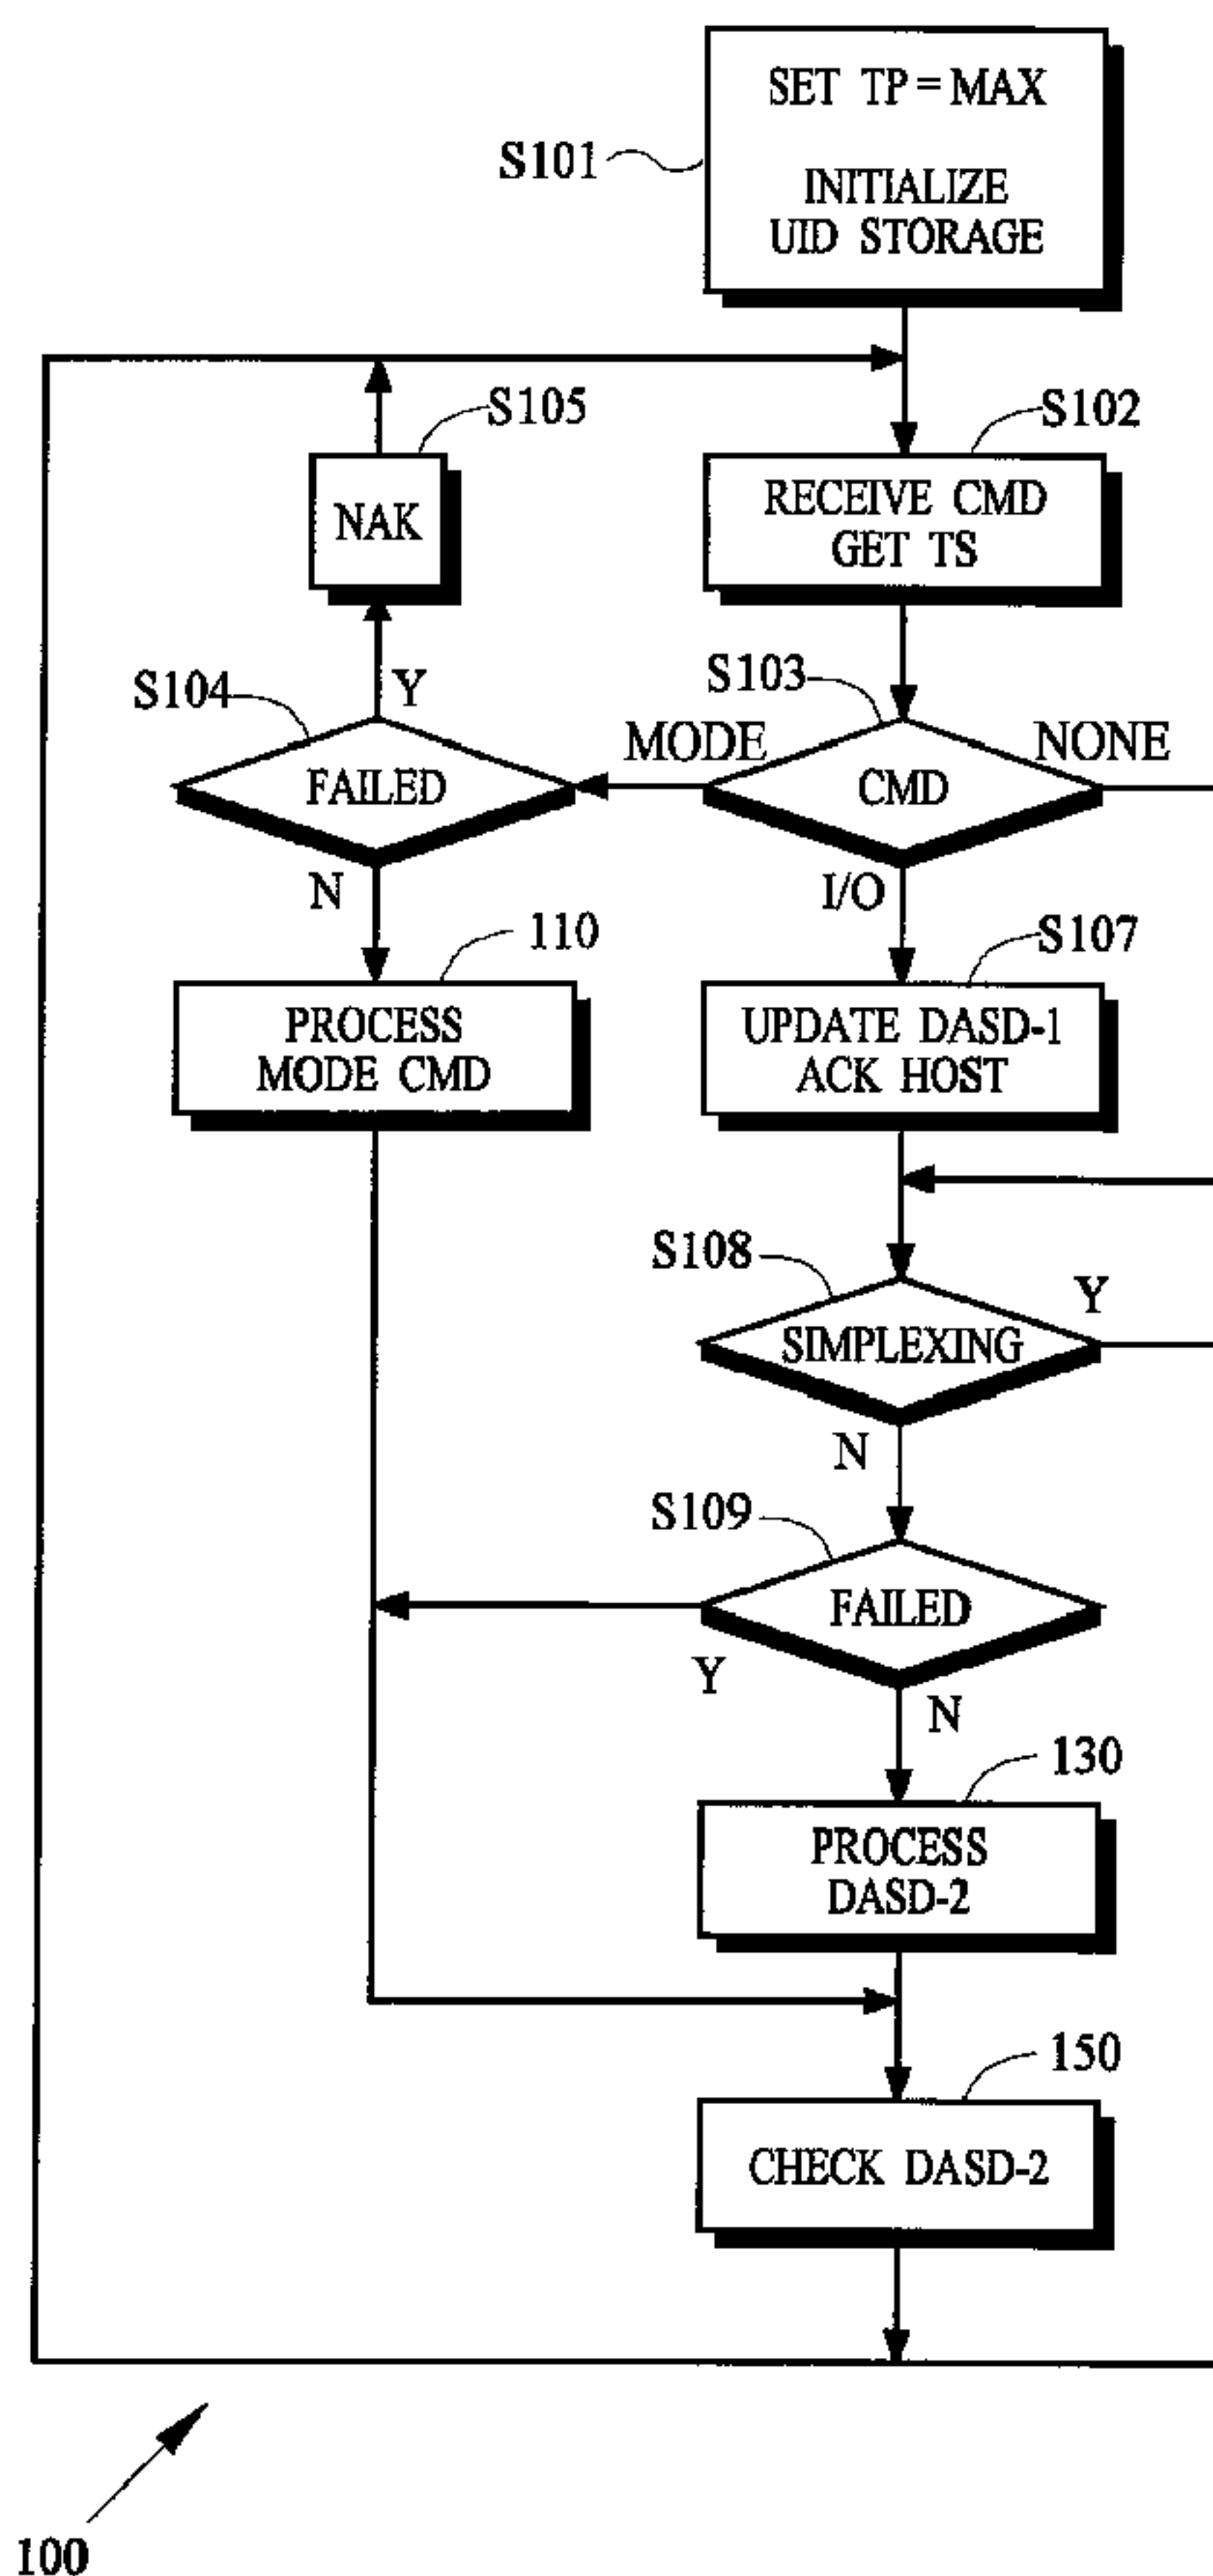 SET TP = MAX
INITIALIZE
UID STORAGE
S101
S105
S102
NAK
RECEIVE CMD
GET TS
S104
Y
S103
MODE
NONE
FAILED
CMD
N
I/O
110
S107
PROCESS
MODE CMD
UPDATE DASD-1
ACK HOST
S108
Y
SIMPLEXING
N
S109
FAILED
Y
N
130
PROCESS
DASD-2
150
CHECK DASD-2
100